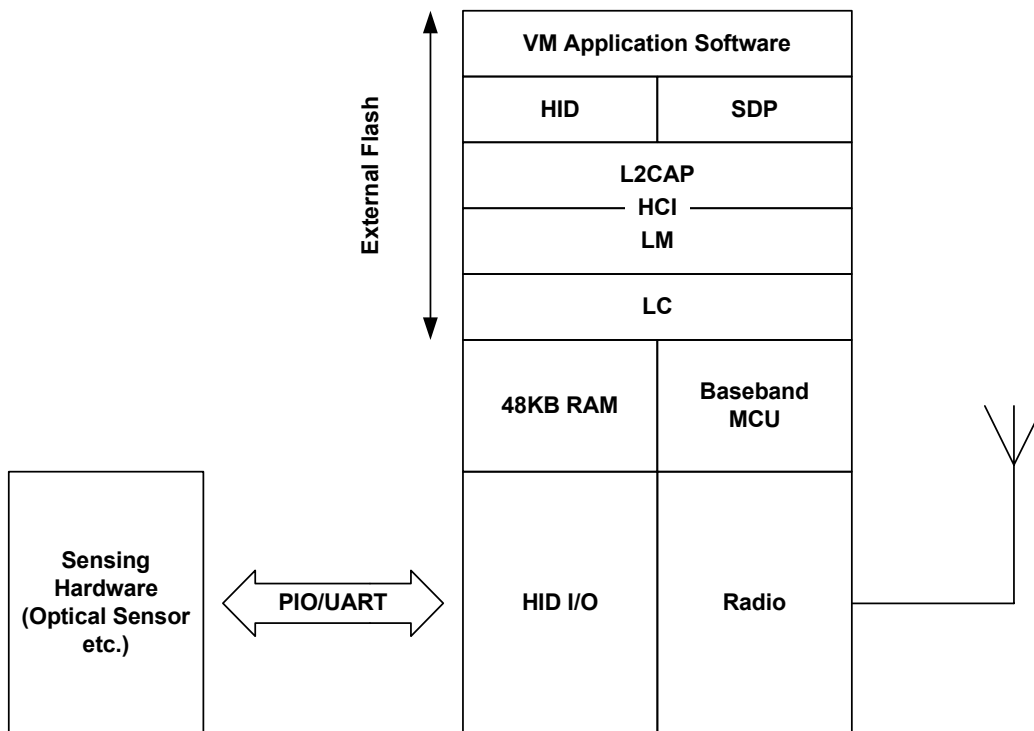 VM Application Software
External Flash
HID
SDP
L2CAP
HCI
LM
LC
48KB RAM
Baseband
MCU
Sensing
Hardware
(Optical Sensor
etc.)
PIO/UART
HID I/O
Radio